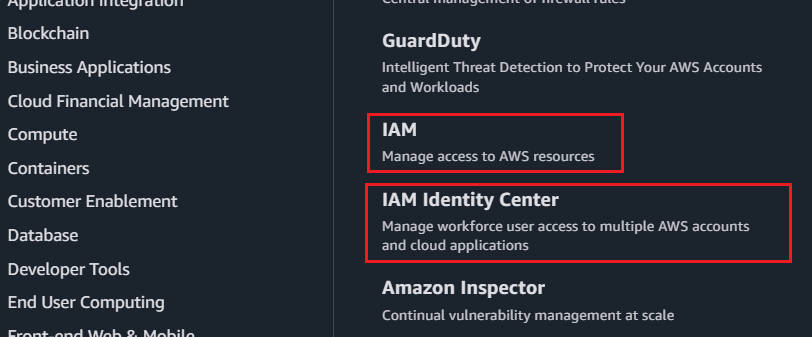 Application Integration
Blockchain
Business Applications
Cloud Financial Management
Compute
Containers
Customer Enablement
Database
Developer Tools
End User Computing
Front-end Web & Mobile
Central management of firewall rules
GuardDuty
Intelligent Threat Detection to Protect Your AWS Accounts
and Workloads
IAM
Manage access to AWS resources
IAM Identity Center
Manage workforce user access to multiple AWS accounts
and cloud applications
Amazon Inspector
Continual vulnerability management at scale